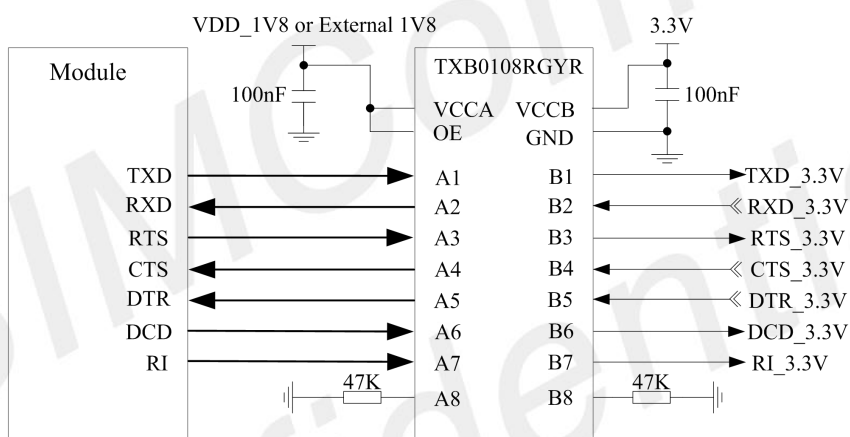 VDD_1V8 or External 1V8
3.3V
Module
TXB0108RGYR
100nF
VCCA
VCCB
100nF
OE
GND
TXD
A1
B1
TXD_3.3V
RXD
A2
B2
RXD_3.3V
RTS
A3
B3
RTS_3.3V
CTS
A4
B4
CTS_3.3V
DTR
A5
B5
DTR_3.3V
DCD
A6
B6
DCD_3.3V
RI
A7
B7
RI_3.3V
47K
A8
B8
47K
SIMCom